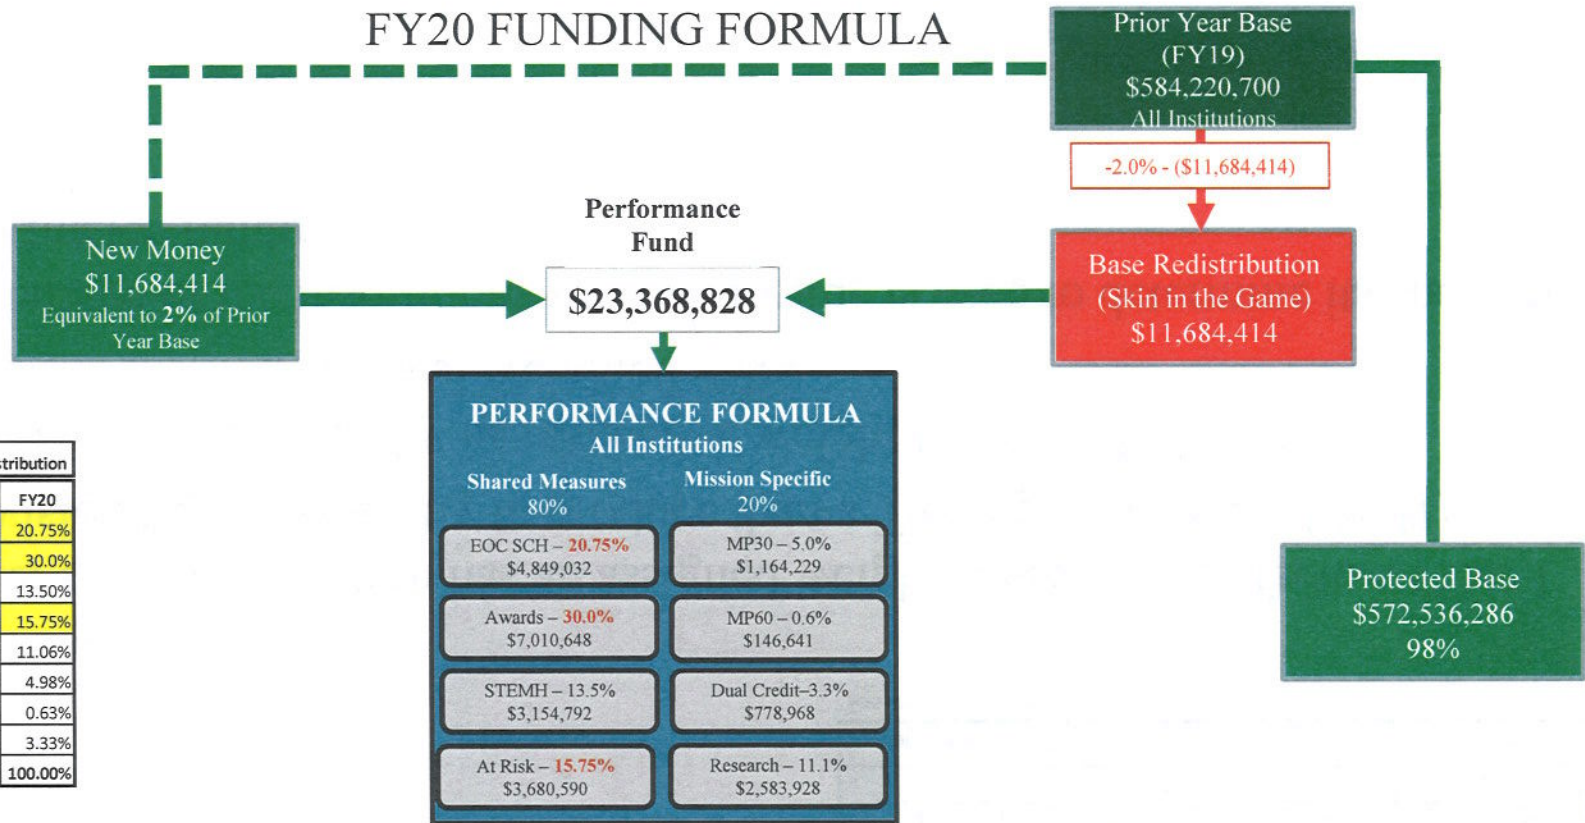 FY20 FUNDING FORMULA
Prior Year Base
(FY19)
$584,220,700
All Institutions
-2.0% - ($11,684,414)
New Money
$11,684,414
Equivalent to 2% of Prior
Year Base
Performance
Fund
$23,368,828
Base Redistribution
(Skin in the Game)
$11,684,414
PERFORMANCE FORMULA
All Institutions
Shared Measures
80%
Mission Specific
20%
EOC SCH – 20.75%
$4,849,032
MP30 – 5.0%
$1,164,229
Awards – 30.0%
$7,010,648
MP60 – 0.6%
$146,641
STEMH – 13.5%
$3,154,792
Dual Credit–3.3%
$778,968
At Risk – 15.75%
$3,680,590
Research – 11.1%
$2,583,928
Protected Base
$572,536,286
98%
tribution
FY20
20.75%
30.0%
13.50%
15.75%
11.06%
4.98%
0.63%
3.33%
100.00%